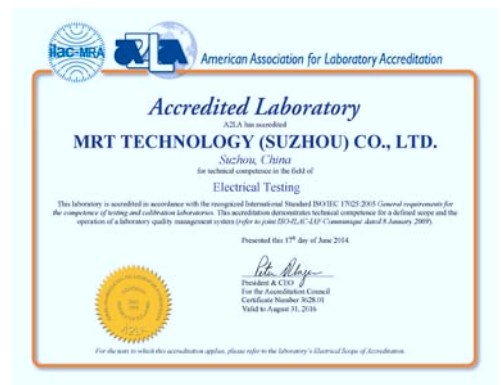 ilac-MRA
A2LA
American Association for Laboratory Accreditation
Accredited Laboratory
A2LA has accredited
MRT TECHNOLOGY (SUZHOU) CO., LTD.
Suzhou, China
for technical competence in the field of
Electrical Testing
This laboratory is accredited in accordance with the recognized International Standard ISO/IEC 17025:2005 General requirements for
the competence of testing and calibration laboratories. This accreditation demonstrates technical competence for a defined scope and the
operation of a laboratory quality management system (refer to joint ISO-ILAC-IAF Communiqué dated 8 January 2009).
Presented this 17th day of June 2014.
President & CEO
For the Accreditation Council
Certificate Number 3628.01
Valid to August 31, 2016
A2LA
For the tests to which this accreditation applies, please refer to the laboratory's Electrical Scope of Accreditation.